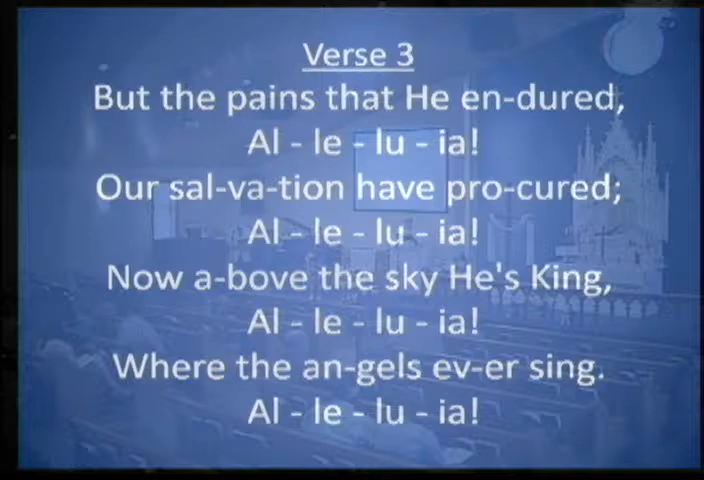 Verse 3
But the pains that He en-dured,
Al - le - lu - ia!
Our sal-va-tion have pro-cured;
Al - le - lu - ia!
Now a-bove the sky He's King,
Al - le - lu - ia!
Where the an-gels ev-er sing.
Al - le - lu - ia!